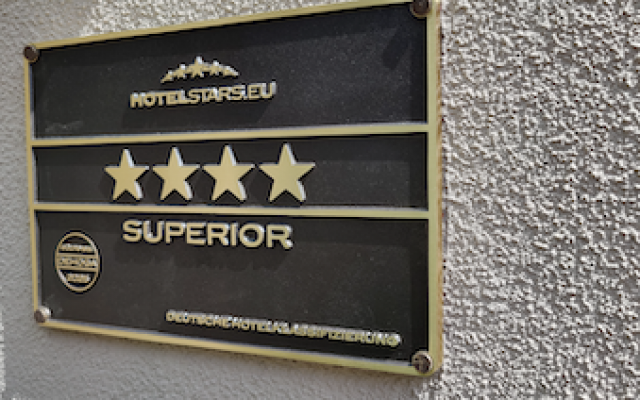 HOTELSTARS.EU
SUPERIOR
DEUTSCHE HOTELKLASSIFIZIERUNG